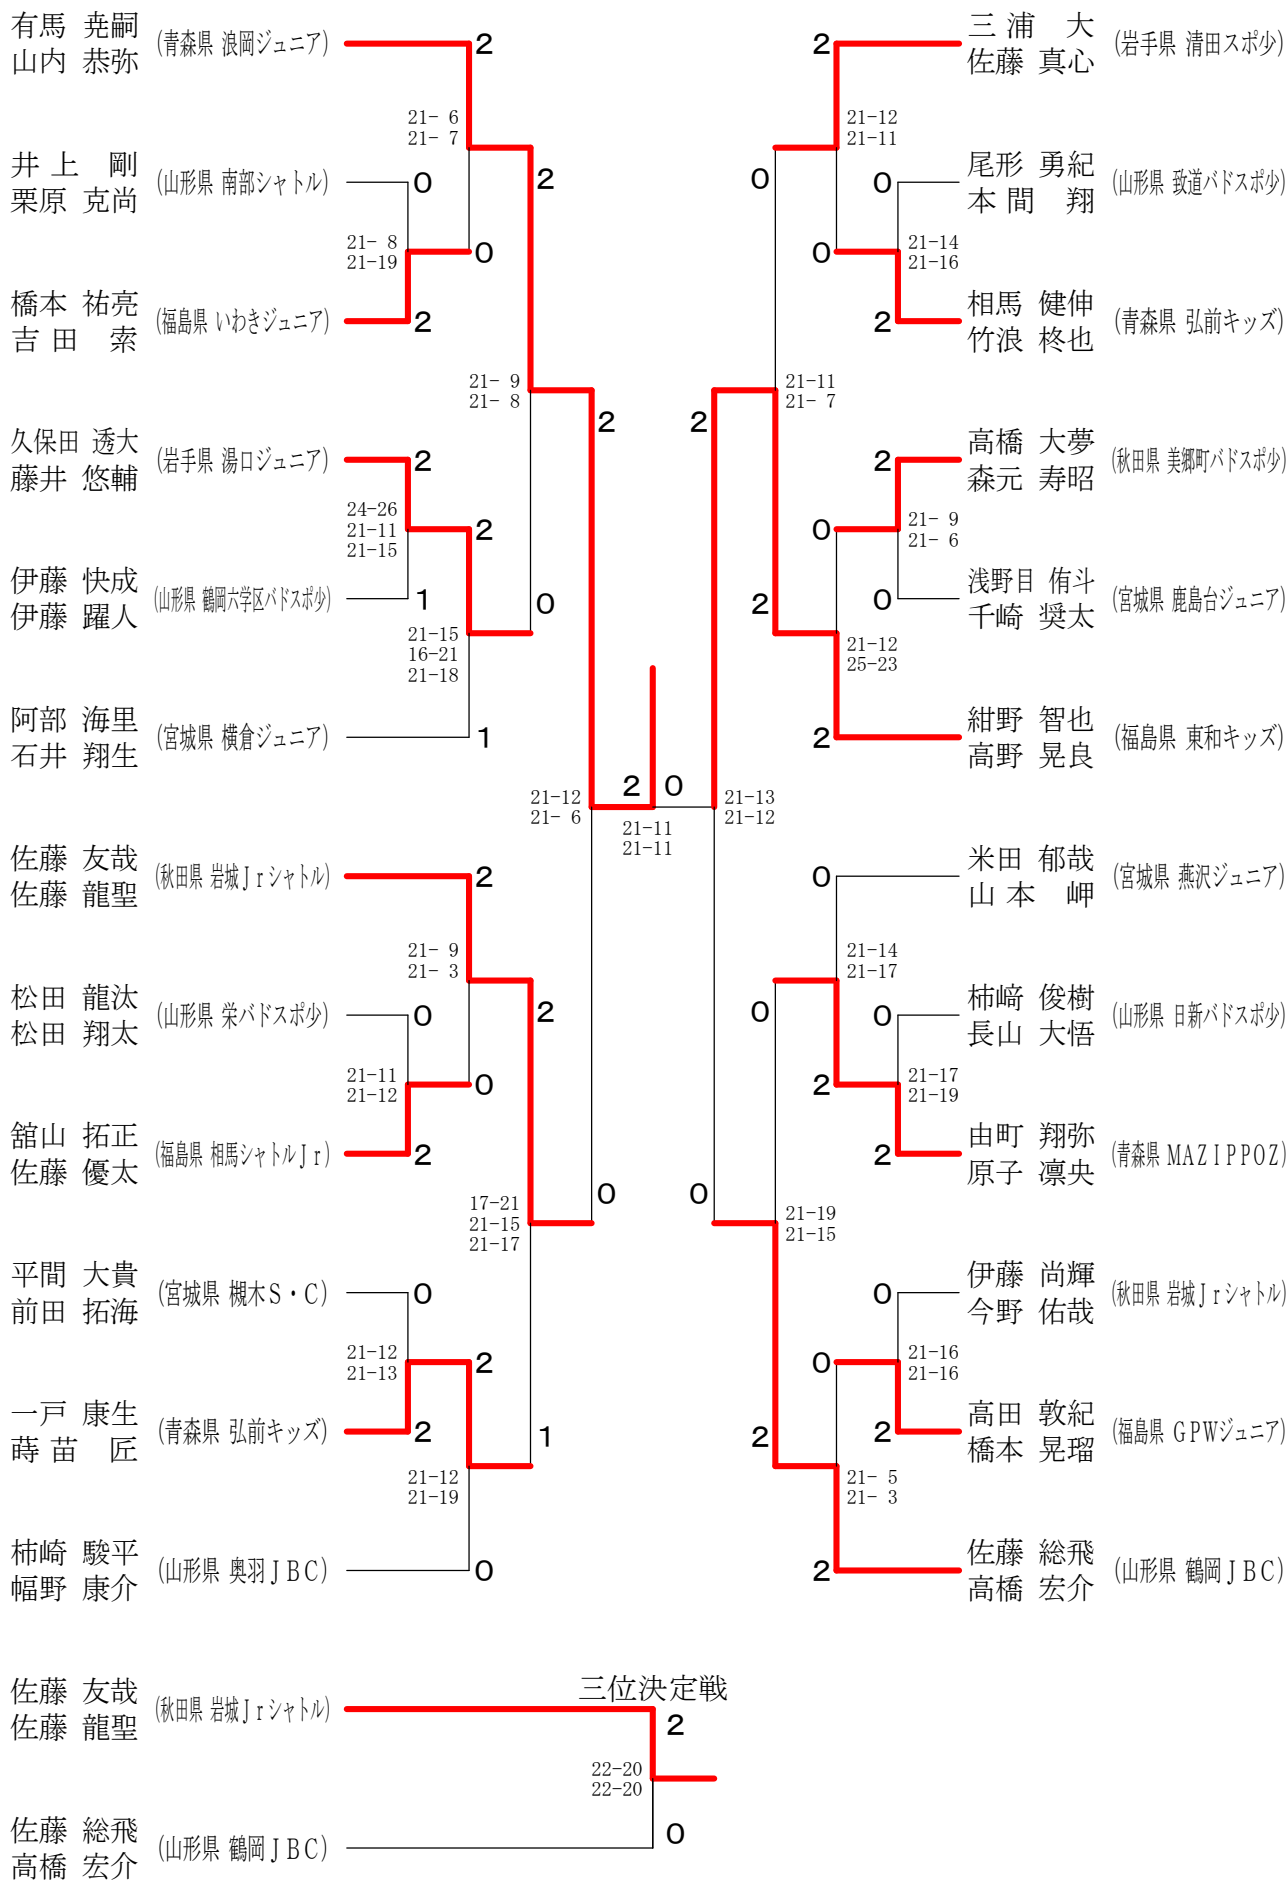 有馬 尭嗣
山内 恭弥
(青森県 浪岡ジュニア)
2
21- 6
21- 7
井上 剛
栗原 克尚
(山形県 南部シャトル)
0
2
21- 8
21-19
0
橋本 祐亮
吉田 索
(福島県 いわきジュニア)
2
21- 9
21- 8
2
久保田 透大
藤井 悠輔
(岩手県 湯口ジュニア)
2
24-26
21-11
21-15
2
伊藤 快成
伊藤 躍人
(山形県 鶴岡六学区バドスポ少)
1
0
21-15
16-21
21-18
阿部 海里
石井 翔生
(宮城県 横倉ジュニア)
1
21-12
21- 6
2
0
21-11
21-11
佐藤 友哉
佐藤 龍聖
(秋田県 岩城Jrシャトル)
2
21- 9
21- 3
松田 龍汰
松田 翔太
(山形県 栄バドスポ少)
0
2
21-11
21-12
0
舘山 拓正
佐藤 優太
(福島県 相馬シャトルJr)
2
17-21
21-15
21-17
0
平間 大貴
前田 拓海
(宮城県 槻木S・C)
0
21-12
21-13
2
一戸 康生
蒔苗 匠
(青森県 弘前キッズ)
2
1
21-12
21-19
柿崎 駿平
幅野 康介
(山形県 奥羽JBC)
0
2
三浦 大
佐藤 真心
(岩手県 清田スポ少)
21-12
21-11
0
0
尾形 勇紀
本間 翔
(山形県 致道バドスポ少)
0
21-14
21-16
2
相馬 健伸
竹浪 柊也
(青森県 弘前キッズ)
2
21-11
21- 7
2
高橋 大夢
森元 寿昭
(秋田県 美郷町バドスポ少)
0
21- 9
21- 6
2
0
浅野目 侑斗
千崎 奨太
(宮城県 鹿島台ジュニア)
21-12
25-23
2
紺野 智也
高野 晃良
(福島県 東和キッズ)
21-13
21-12
0
米田 郁哉
山本 岬
(宮城県 燕沢ジュニア)
21-14
21-17
0
0
柿﨑 俊樹
長山 大悟
(山形県 日新バドスポ少)
2
21-17
21-19
2
由町 翔弥
原子 凛央
(青森県 MAZIPPOZ)
0
21-19
21-15
0
伊藤 尚輝
今野 佑哉
(秋田県 岩城Jrシャトル)
0
21-16
21-16
2
2
高田 敦紀
橋本 晃瑠
(福島県 GPWジュニア)
21- 5
21- 3
2
佐藤 総飛
高橋 宏介
(山形県 鶴岡JBC)
三位決定戦
佐藤 友哉
佐藤 龍聖
(秋田県 岩城Jrシャトル)
2
22-20
22-20
佐藤 総飛
高橋 宏介
(山形県 鶴岡JBC)
0